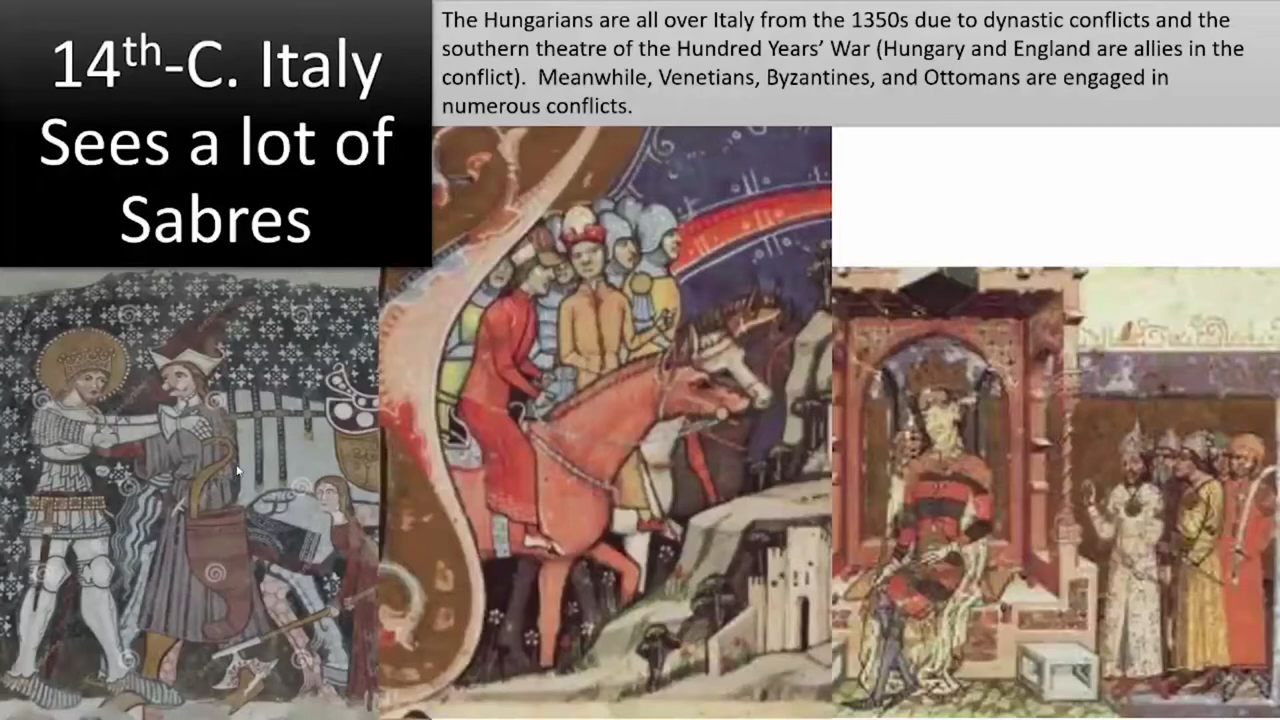 14th-C. Italy
Sees a lot of
Sabres
The Hungarians are all over Italy from the 1350s due to dynastic conflicts and the
southern theatre of the Hundred Years’ War (Hungary and England are allies in the
conflict).  Meanwhile, Venetians, Byzantines, and Ottomans are engaged in
numerous conflicts.